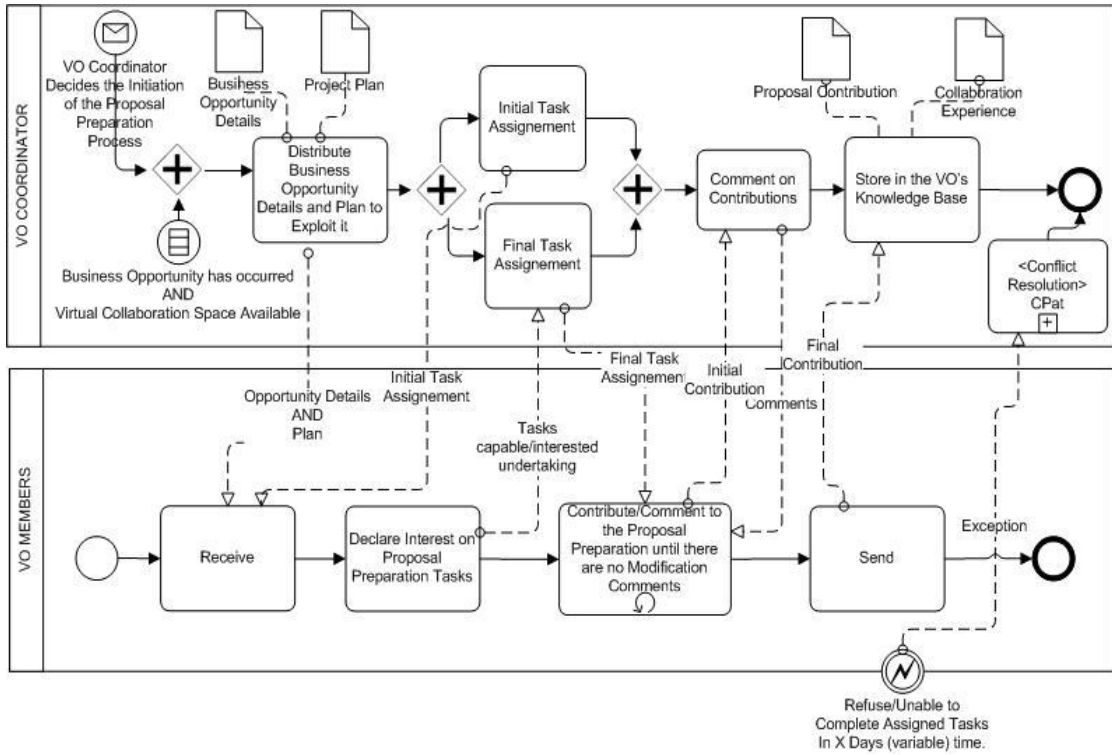 VO COORDINATOR
VO Coordinator
Decides the Initiation
of the Proposal
Preparation
Process
Business
Opportunity
Details
Project Plan
Distribute
Business
Opportunity
Details and Plan to
Exploit it
Business Opportunity has occurred
AND
Virtual Collaboration Space Available
Initial Task
Assignement
Final Task
Assignement
Comment on
Contributions
Proposal Contribution
Collaboration
Experience
Store in the VO's
Knowledge Base
<Conflict
Resolution>
CPat
Opportunity Details
AND
Plan
Initial Task
Assignement
Tasks
capable/interested
undertaking
Final Task
Assignement
Initial
Contribution
Comments
Final
Contribution
VO MEMBERS
Receive
Declare Interest on
Proposal
Preparation Tasks
Contribute/Comment to
the Proposal
Preparation until there
are no Modification
Comments
Send
Exception
Refuse/Unable to
Complete Assigned Tasks
In X Days (variable) time.